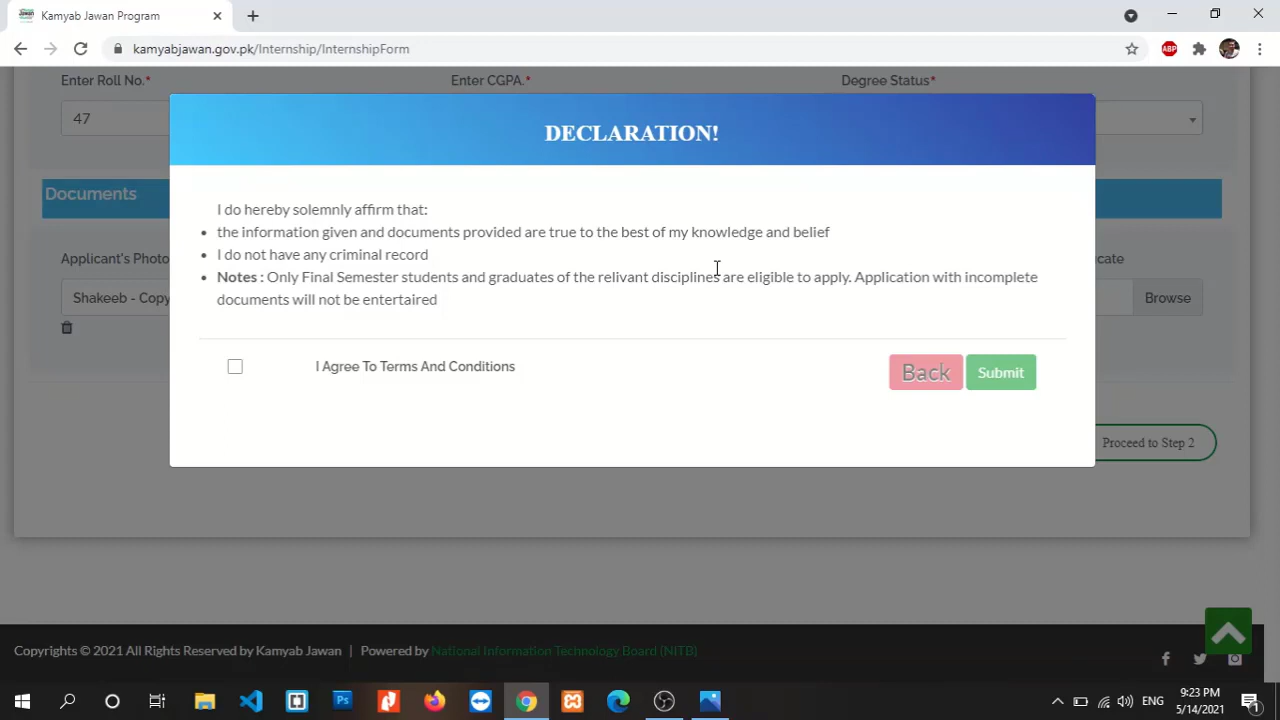 Kamyab Jawan Program
kamyabjawan.gov.pk/Internship/InternshipForm
ABP
Enter Roll No.* Enter CGPA.* Degree Status*
47
DECLARATION!
Documents
I do hereby solemnly affirm that:
the information given and documents provided are true to the best of my knowledge and belief
I do not have any criminal record
Notes : Only Final Semester students and graduates of the relivant disciplines are eligible to apply. Application with incomplete
documents will not be entertaired
Applicant's Photo cate
Shakeeb - Copy Browse
I Agree To Terms And Conditions
Back Submit
Proceed to Step 2
Copyrights © 2021 All Rights Reserved by Kamyab Jawan | Powered by National Information Technology Board (NITB)
Ps
ENG
9:23 PM
5/14/2021
1